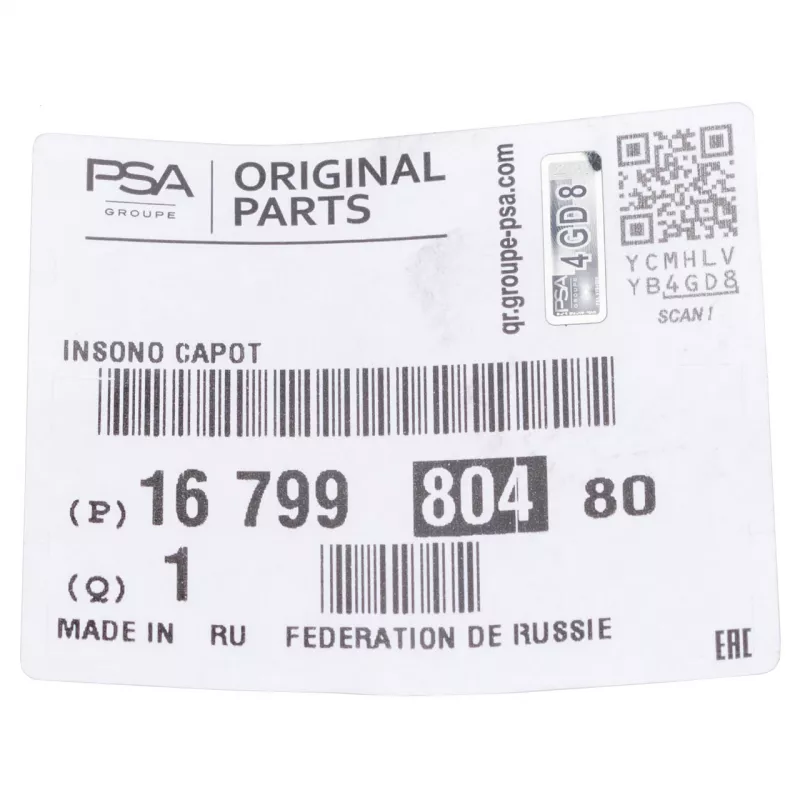 PSA
GROUPE
ORIGINAL
PARTS
qr.groupe-psa.com
PSA
GROUPE
4GD8
YCMHLV
YB4GD8
SCAN!
INSONO CAPOT
(P) 16 799 804 80
(Q) 1
MADE IN RU FEDERATION DE RUSSIE
EAC